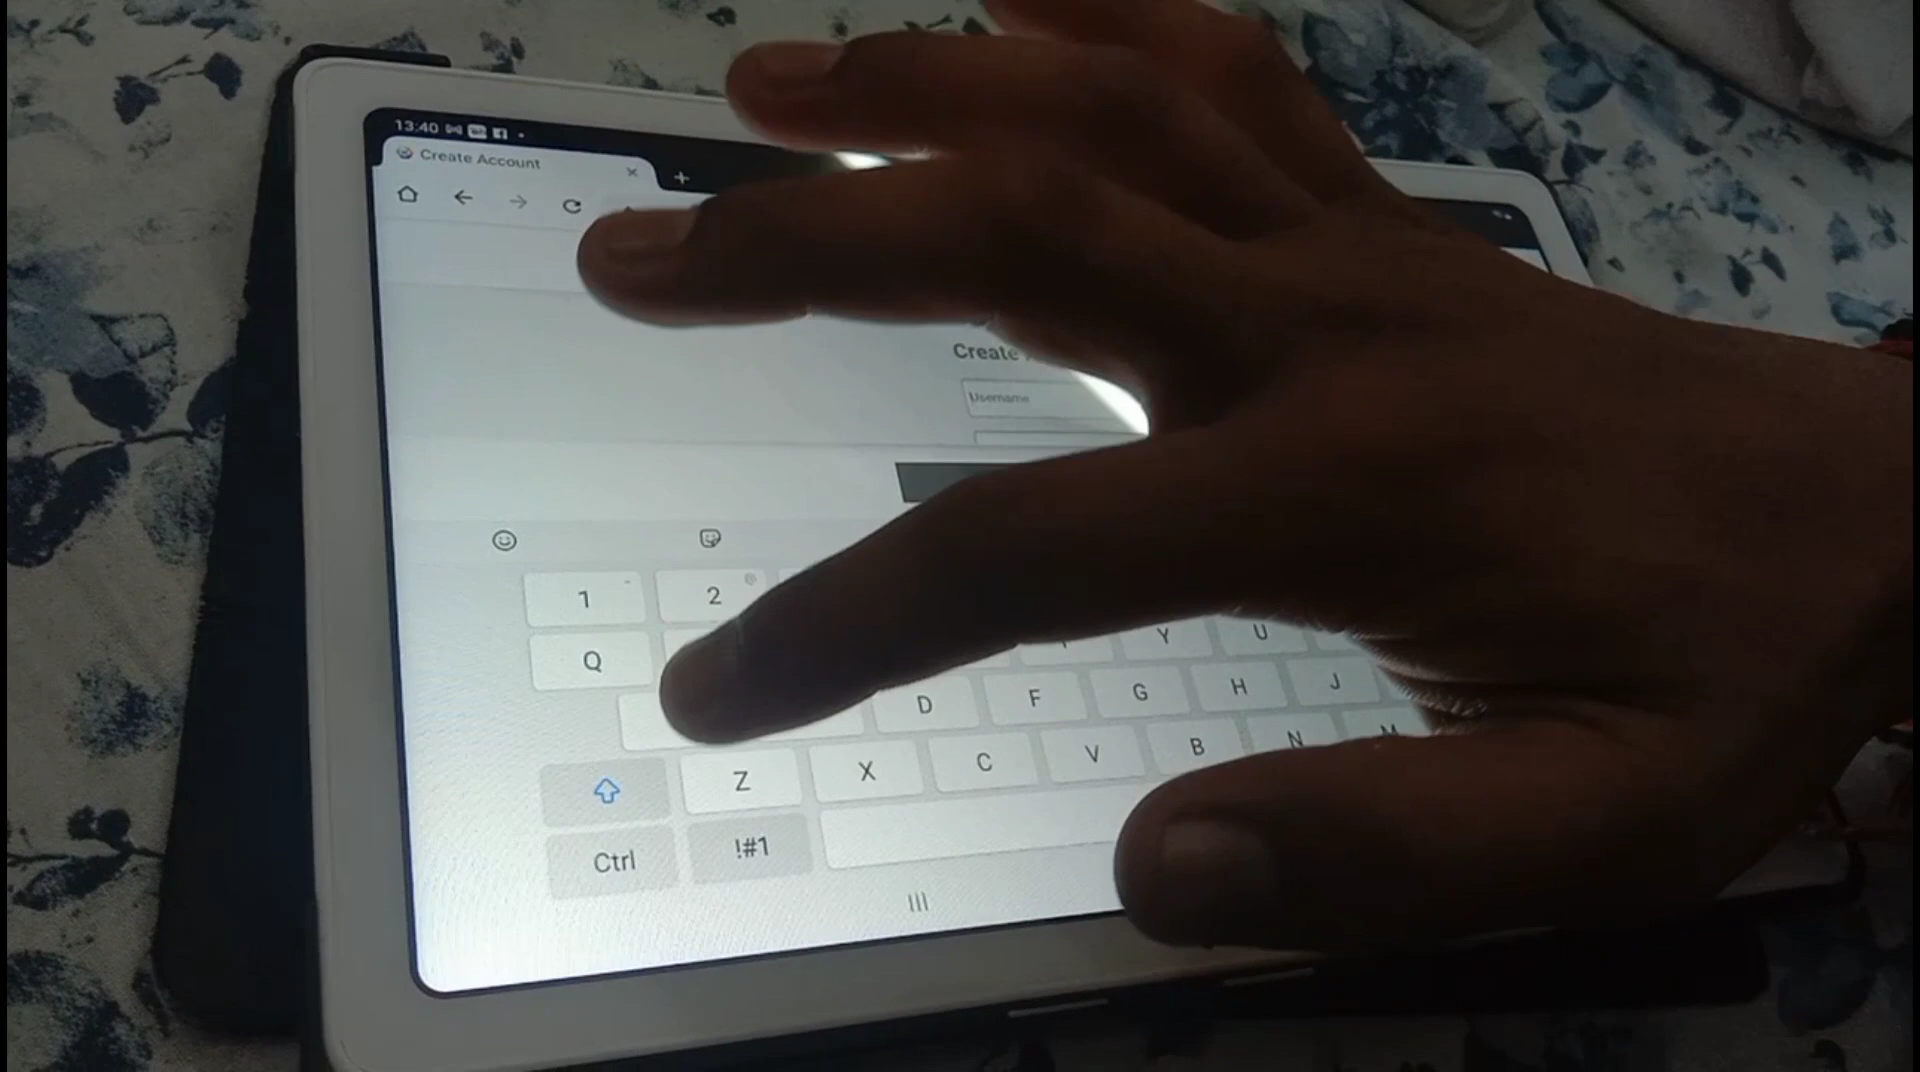 13:40
Create Account
Create
Username
1 2
Q Y U
D F G H J
Z X C V B N M
Ctrl !#1